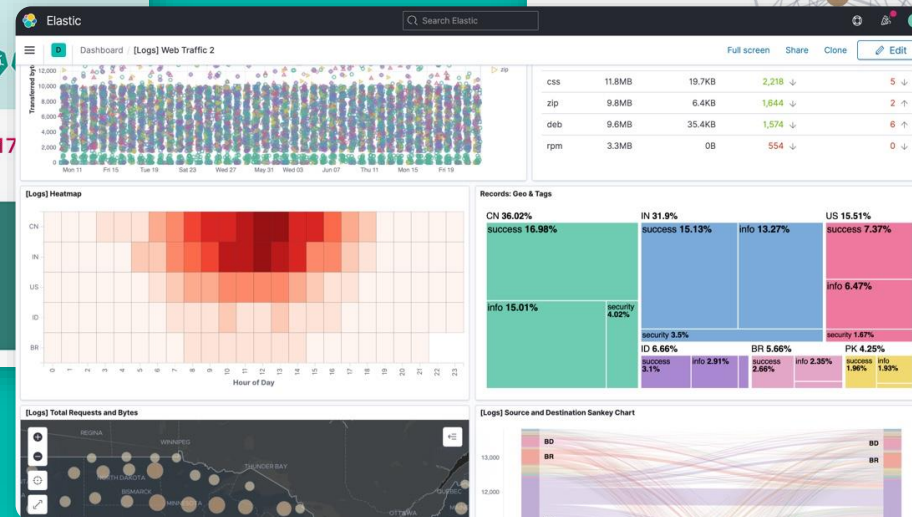 Elastic
Search Elastic
D
Dashboard / [Logs] Web Traffic 2
Full screen
Share
Clone
Edit
17
Transferred byt
12,000
10,000
8,000
6,000
4,000
2,000
0
Mon 11 Fri 15 Tue 19 Sat 23 Wed 27 May 31 Wed 03 Jun 07 Thu 11 Mon 15 Fri 19
zip
css 11.8MB 19.7KB 2,218 ↓ 5 ↓
zip 9.8MB 6.4KB 1,644 ↓ 2 ↑
deb 9.6MB 35.4KB 1,574 ↓ 6 ↑
rpm 3.3MB 0B 554 ↓ 0 ↓
[Logs] Heatmap
CN
IN
US
ID
BR
0 1 2 3 4 5 6 7 8 9 10 11 12 13 14 15 16 17 18 19 20 21 22 23
Hour of Day
Records: Geo & Tags
CN 36.02% IN 31.9% US 15.51%
success 16.98% success 15.13% info 13.27% success 7.37%
info 6.47%
info 15.01% security 4.02%
security 3.5% security 1.67%
ID 6.66% BR 5.66% PK 4.25%
success 3.1% info 2.91% success 2.66% info 2.35% success 1.96% info 1.93%
[Logs] Total Requests and Bytes
REGINA
WINNIPEG
THUNDER BAY
NORTH DAKOTA
BISMARCK
MINNESOTA
QUEBEC
OTTAWA
[Logs] Source and Destination Sankey Chart
BD BD
BR BR
13,000
12,000